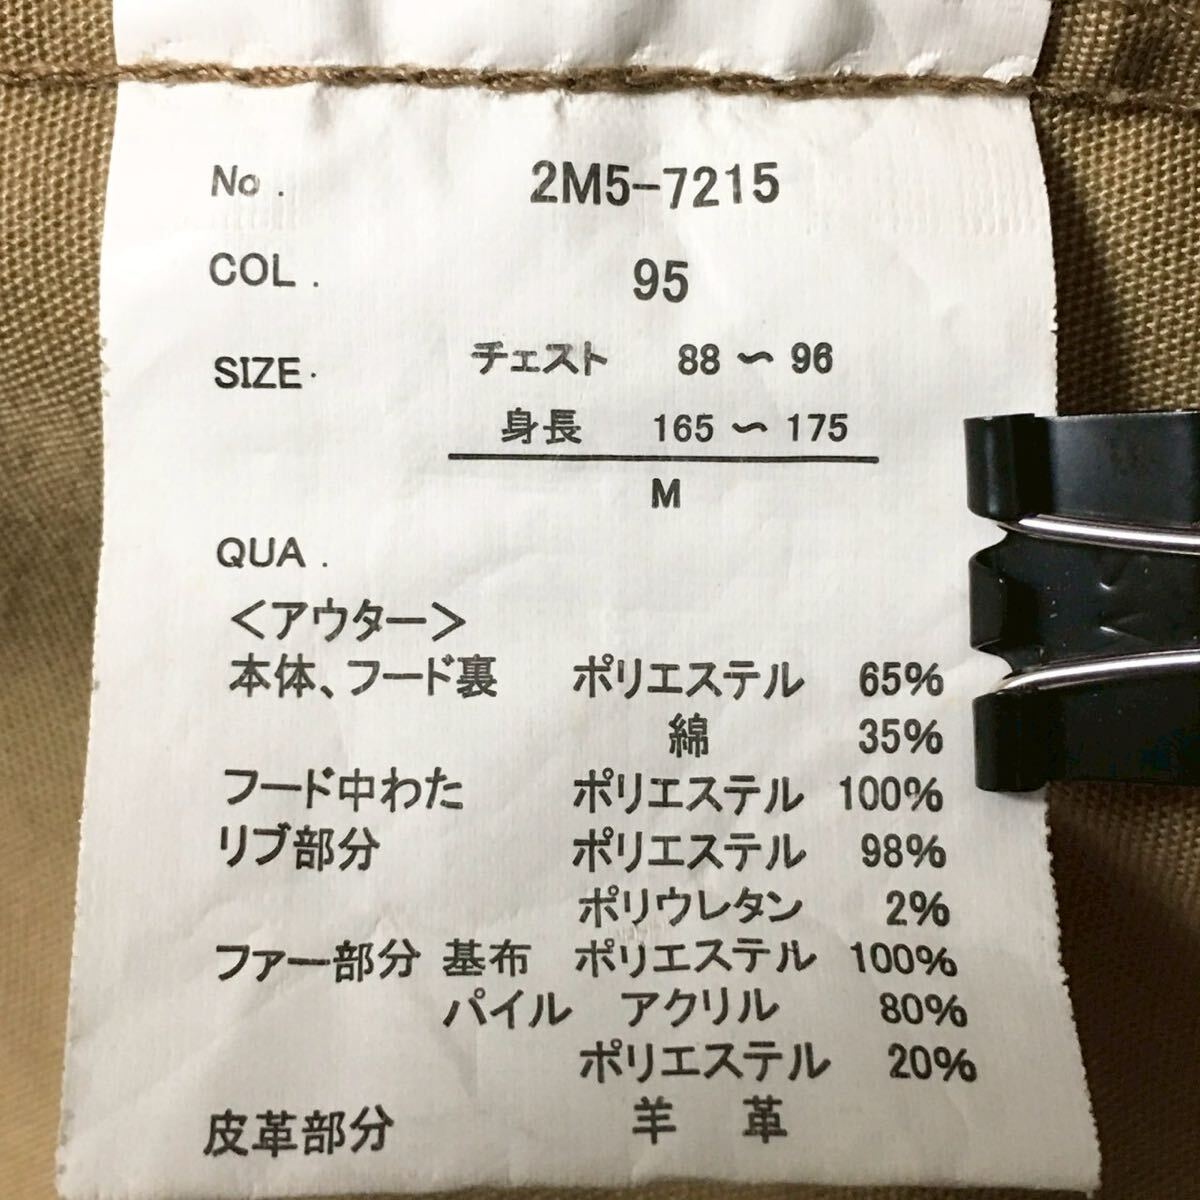 No. 2M5-7215
COL. 95
SIZE. チェスト 88 〜 96
身長 165 〜 175
M
QUA.
<アウター>
本体、フード裏 ポリエステル 65%
綿 35%
フード中わた ポリエステル 100%
リブ部分 ポリエステル 98%
ポリウレタン 2%
ファー部分 基布 ポリエステル 100%
パイル アクリル 80%
ポリエステル 20%
皮革部分 羊 革